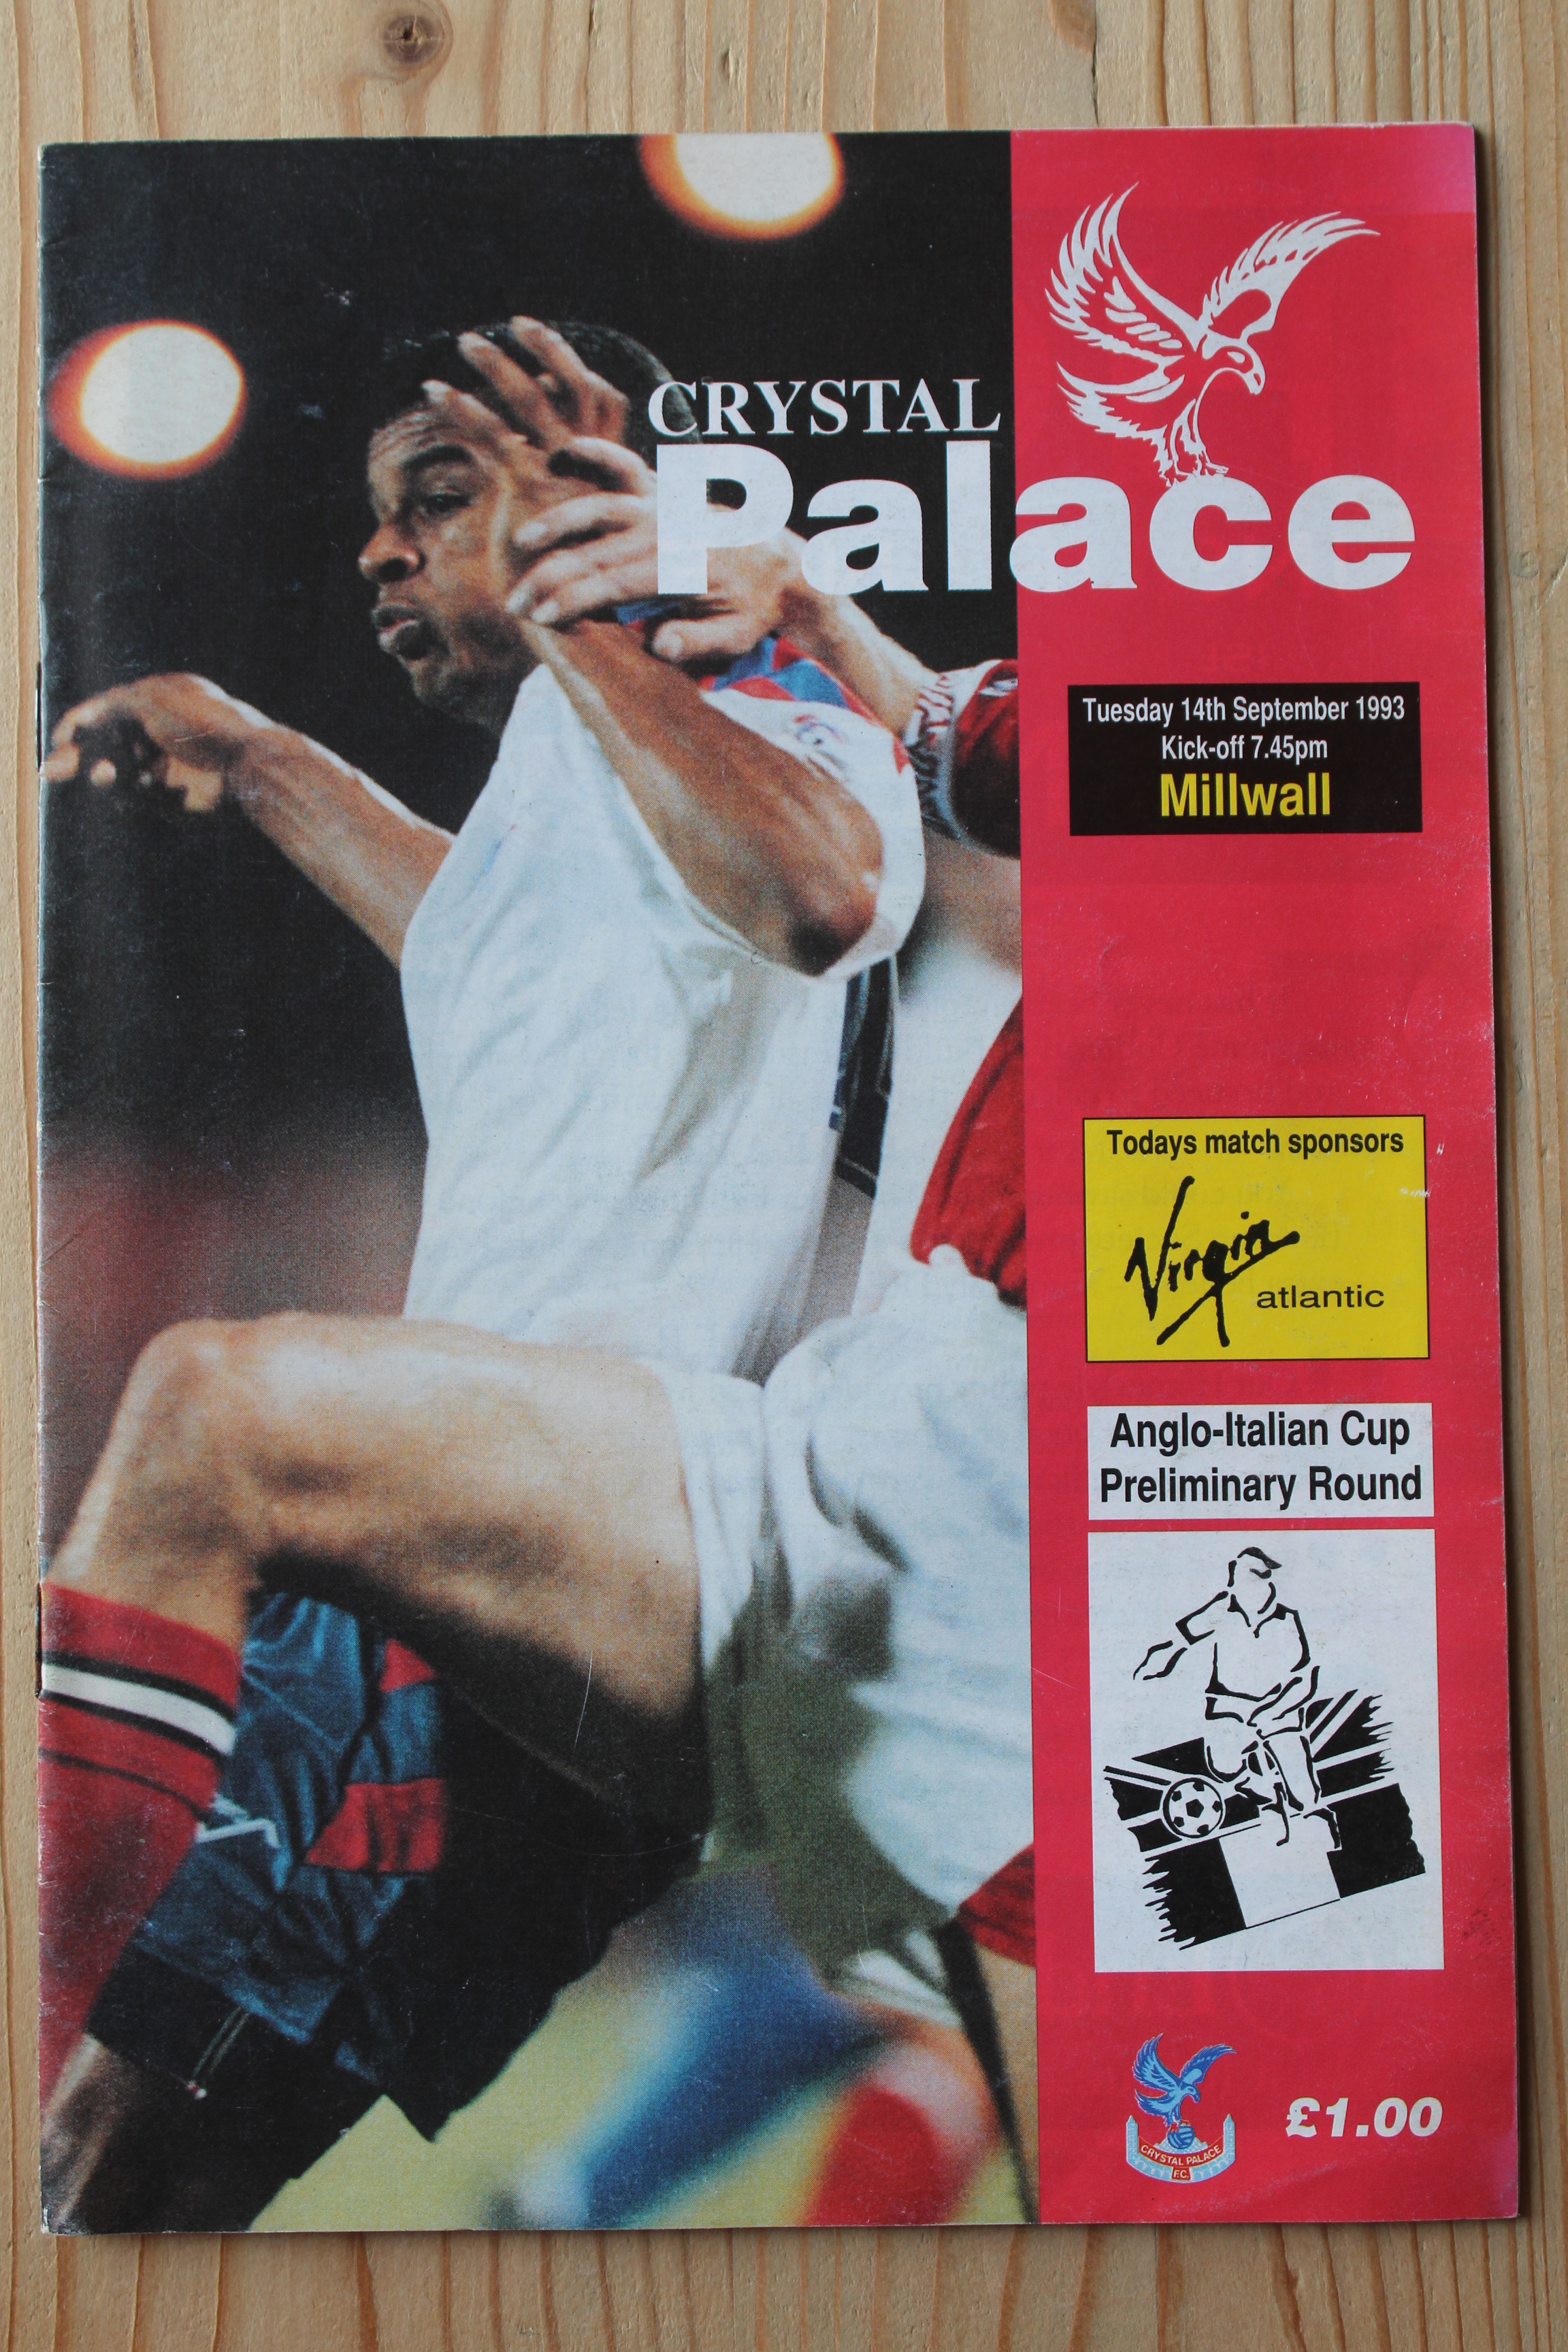 CRYSTAL
Palace
Tuesday 14th September 1993
Kick-off 7.45pm
Millwall
Todays match sponsors
Virgin
atlantic
Anglo-Italian Cup
Preliminary Round
£1.00
CRYSTAL PALACE
F.C.